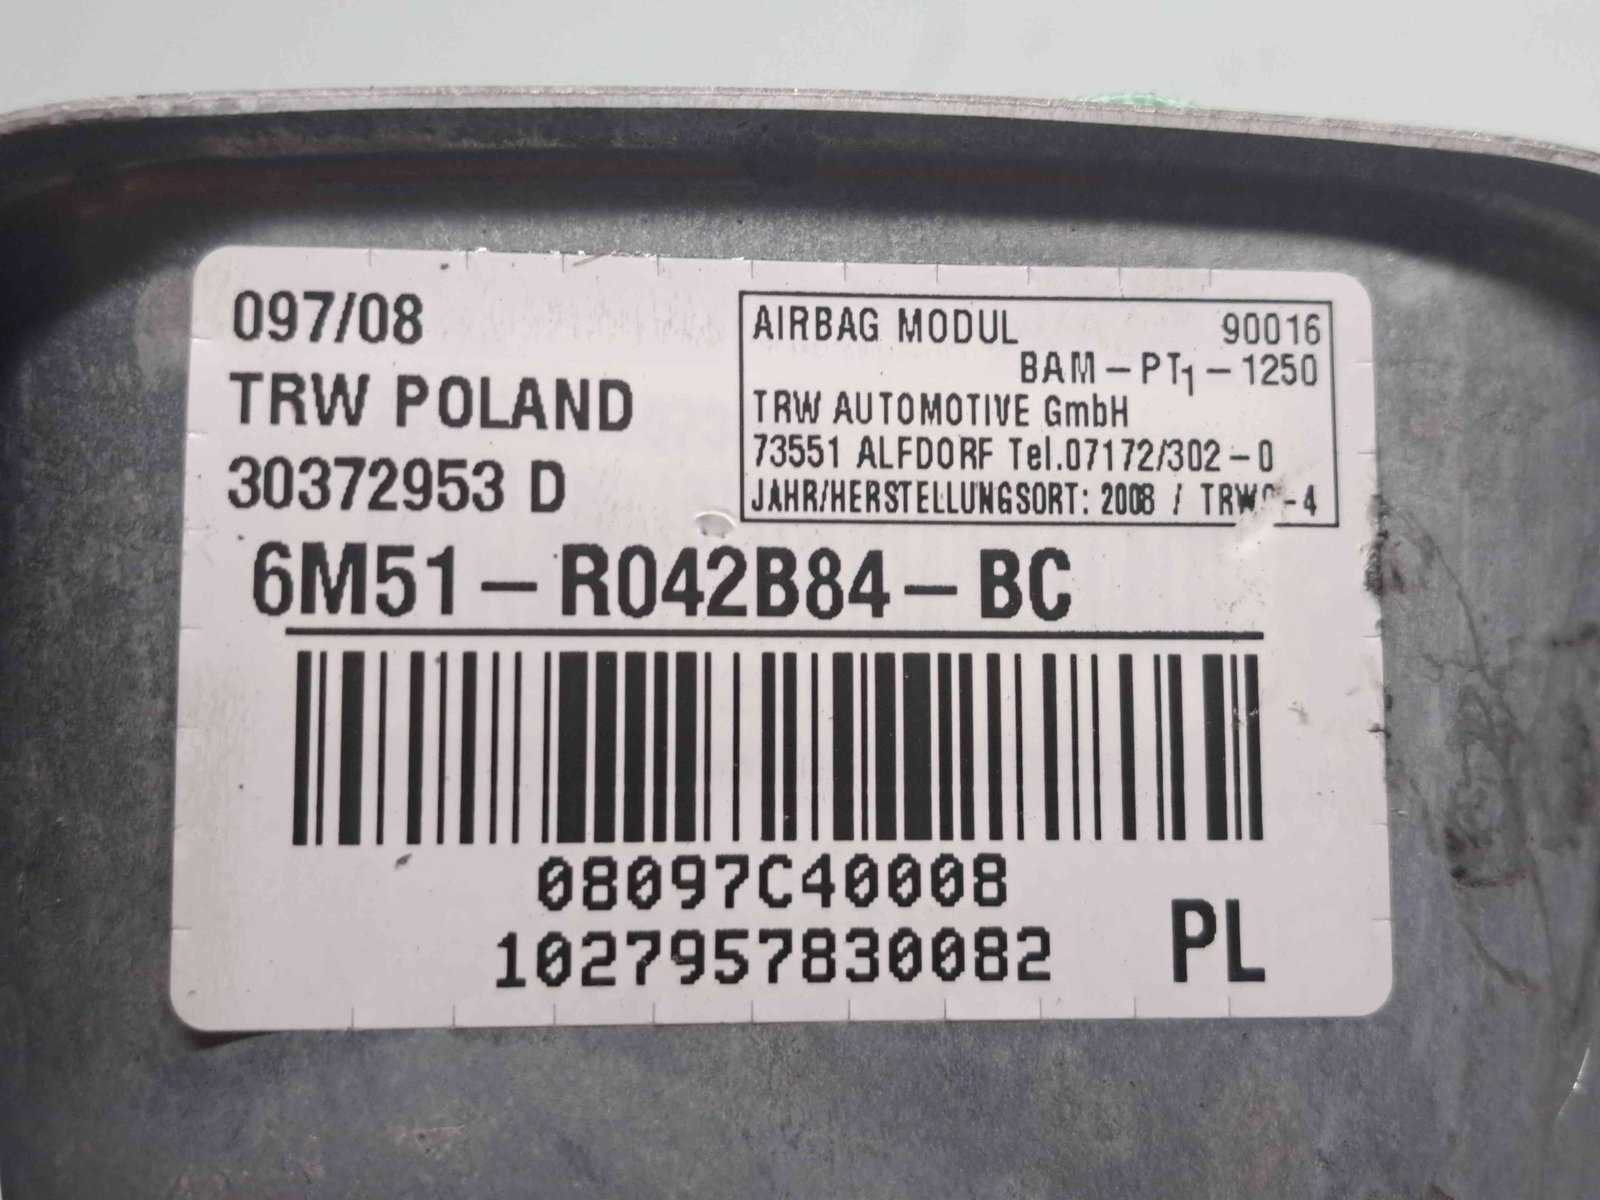 097/08
TRW POLAND
30372953 D
AIRBAG MODUL 90016
BAM-PT1-1250
TRW AUTOMOTIVE GmbH
73551 ALFDORF Tel.07172/302-0
JAHR/HERSTELLUNGSORT: 2008 /
6M51-R042B84-BC
08097C40008
1027957830082
PL